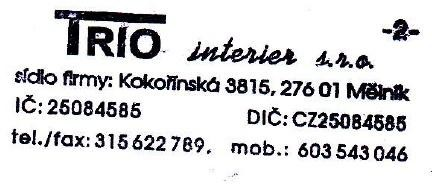 TRIO interier s.r.o. -2-
sídlo firmy: Kokořínská 3815, 276 01 Mělník
IČ: 25084585 DIČ: CZ25084585
tel./fax: 315 622 789, mob.: 603 543 046